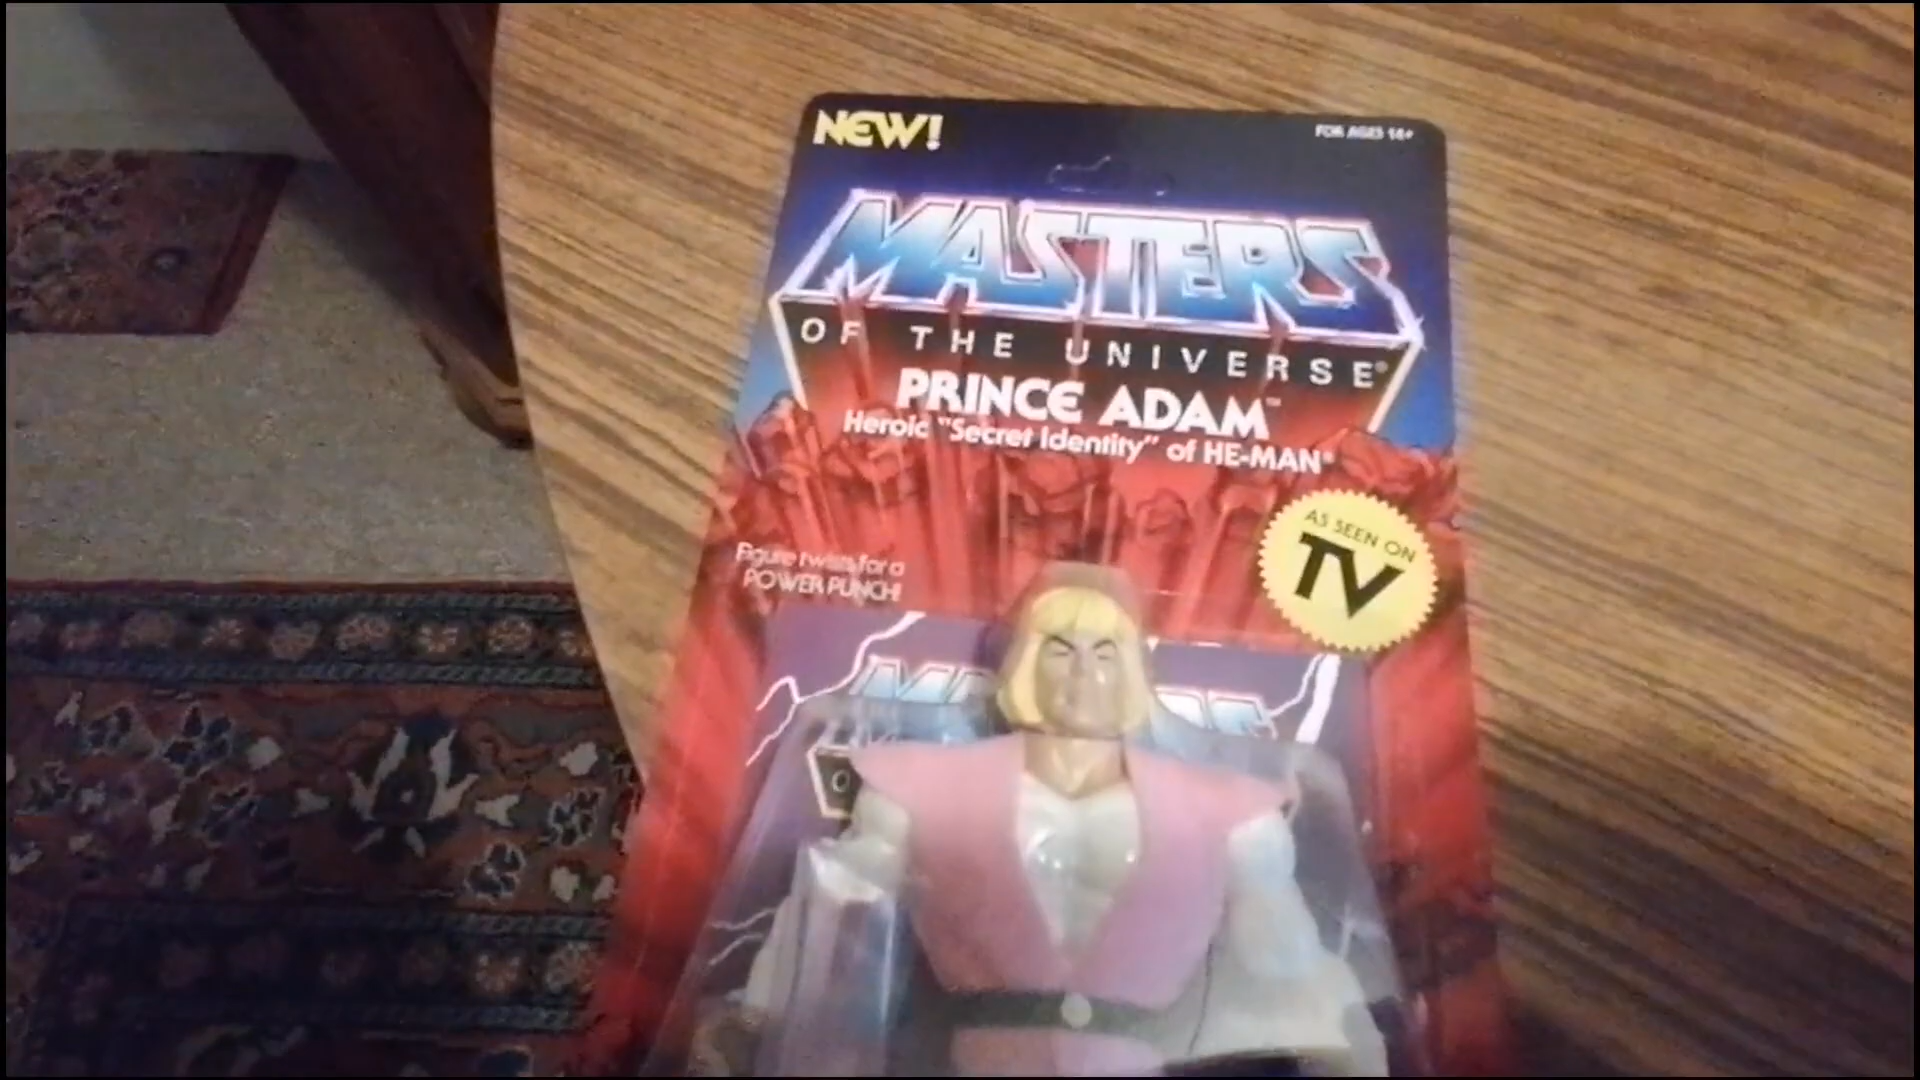 NEW!
FOR AGES 14+
MASTERS
OF THE UNIVERSE®
PRINCE ADAM™
Heroic "Secret Identity" of HE-MAN®
AS SEEN ON
TV
Figure twists for a
POWER PUNCH!